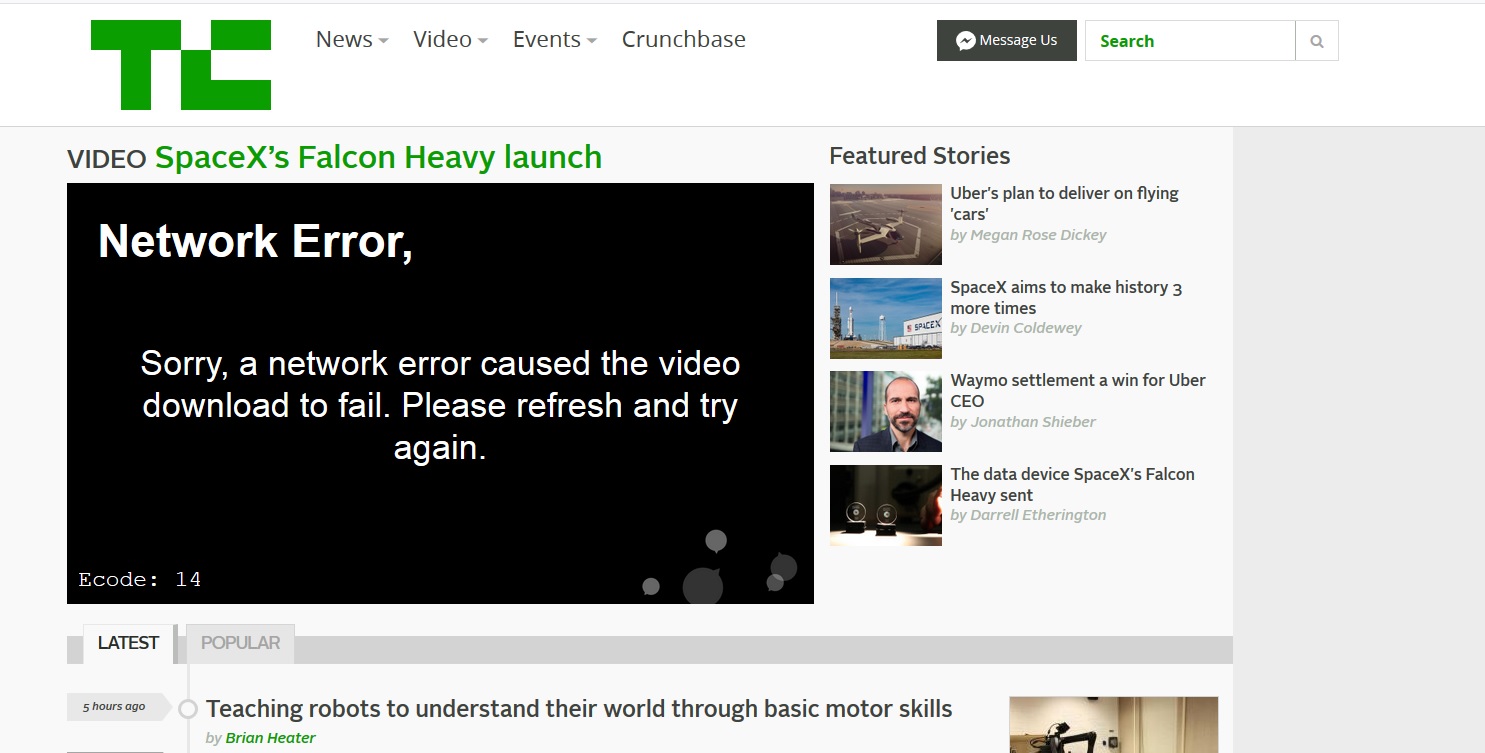 TC
News
Video
Events
Crunchbase
Message Us
Search
VIDEO SpaceX's Falcon Heavy launch
Network Error,
Sorry, a network error caused the video
download to fail. Please refresh and try
again.
Ecode: 14
Featured Stories
Uber's plan to deliver on flying
'cars'
by Megan Rose Dickey
SPACEX
SpaceX aims to make history 3
more times
by Devin Coldewey
Waymo settlement a win for Uber
CEO
by Jonathan Shieber
The data device SpaceX's Falcon
Heavy sent
by Darrell Etherington
LATEST
POPULAR
5 hours ago
Teaching robots to understand their world through basic motor skills
by Brian Heater